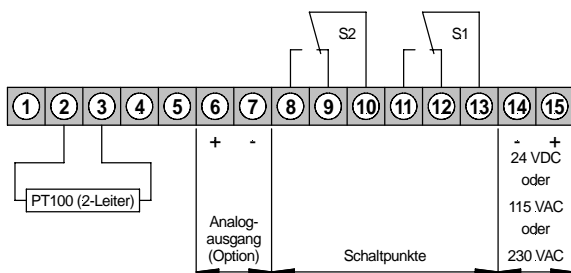 S2 S1
1 2 3 4 5 6 7 8 9 10 11 12 13 14 15
+ - - +
PT100 (2-Leiter)
Analog-
ausgang
(Option)
Schaltpunkte
24 VDC
oder
115 VAC
oder
230 VAC